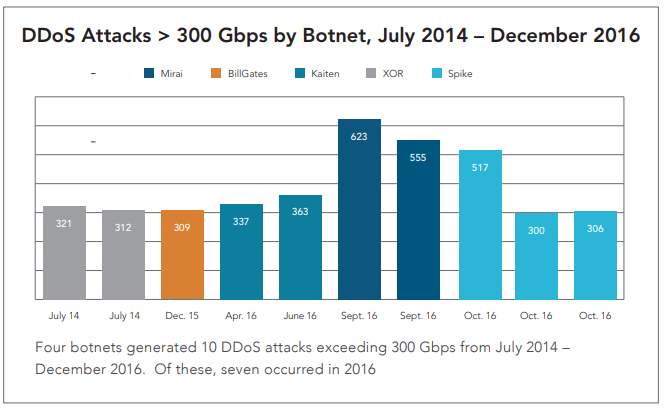 DDoS Attacks > 300 Gbps by Botnet, July 2014 – December 2016
- Mirai BillGates Kaiten XOR Spike
-
623
555
517
363
337
321
312
309
300
306
July 14 July 14 Dec. 15 Apr. 16 June 16 Sept. 16 Sept. 16 Oct. 16 Oct. 16 Oct. 16
Four botnets generated 10 DDoS attacks exceeding 300 Gbps from July 2014 –
December 2016.  Of these, seven occurred in 2016